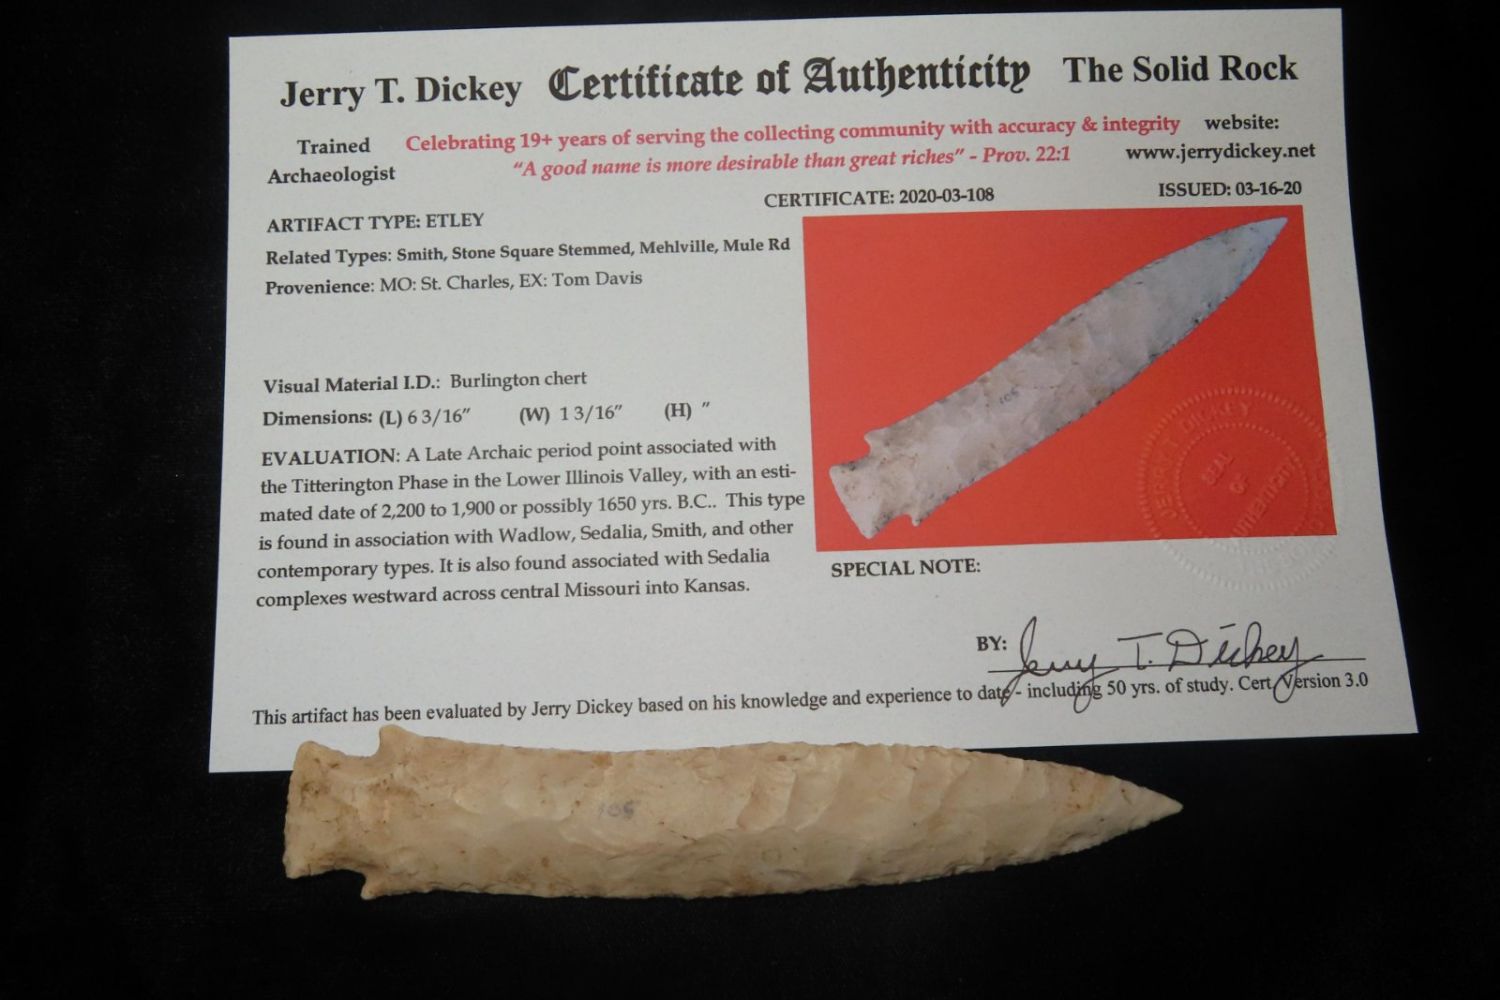 Jerry T. Dickey Certificate of Authenticity The Solid Rock
Trained Archaeologist
Celebrating 19+ years of serving the collecting community with accuracy & integrity
"A good name is more desirable than great riches" - Prov. 22:1
website:
www.jerrydickey.net
CERTIFICATE: 2020-03-108
ISSUED: 03-16-20
ARTIFACT TYPE: ETLEY
Related Types: Smith, Stone Square Stemmed, Mehlville, Mule Rd
Provenience: MO: St. Charles, EX: Tom Davis
Visual Material I.D.: Burlington chert
Dimensions: (L) 6 3/16" (W) 1 3/16" (H) "
EVALUATION: A Late Archaic period point associated with
the Titterington Phase in the Lower Illinois Valley, with an esti-
mated date of 2,200 to 1,900 or possibly 1650 yrs. B.C.. This type
is found in association with Wadlow, Sedalia, Smith, and other
contemporary types. It is also found associated with Sedalia
complexes westward across central Missouri into Kansas.
JERRY T. DICKEY
SEAL
OF
SPECIAL NOTE:
BY: Jerry T. Dickey
This artifact has been evaluated by Jerry Dickey based on his knowledge and experience to date - including 50 yrs. of study. Cert. Version 3.0